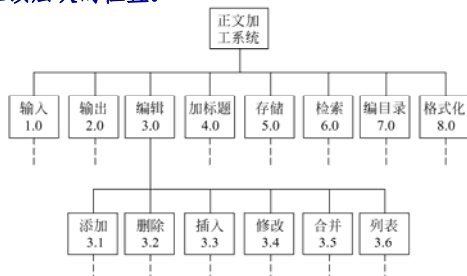 正文加
工系统
输入 输出 编辑 加标题 存储 检索 编目录 格式化
1.0 2.0 3.0 4.0 5.0 6.0 7.0 8.0
添加 删除 插入 修改 合并 列表
3.1 3.2 3.3 3.4 3.5 3.6